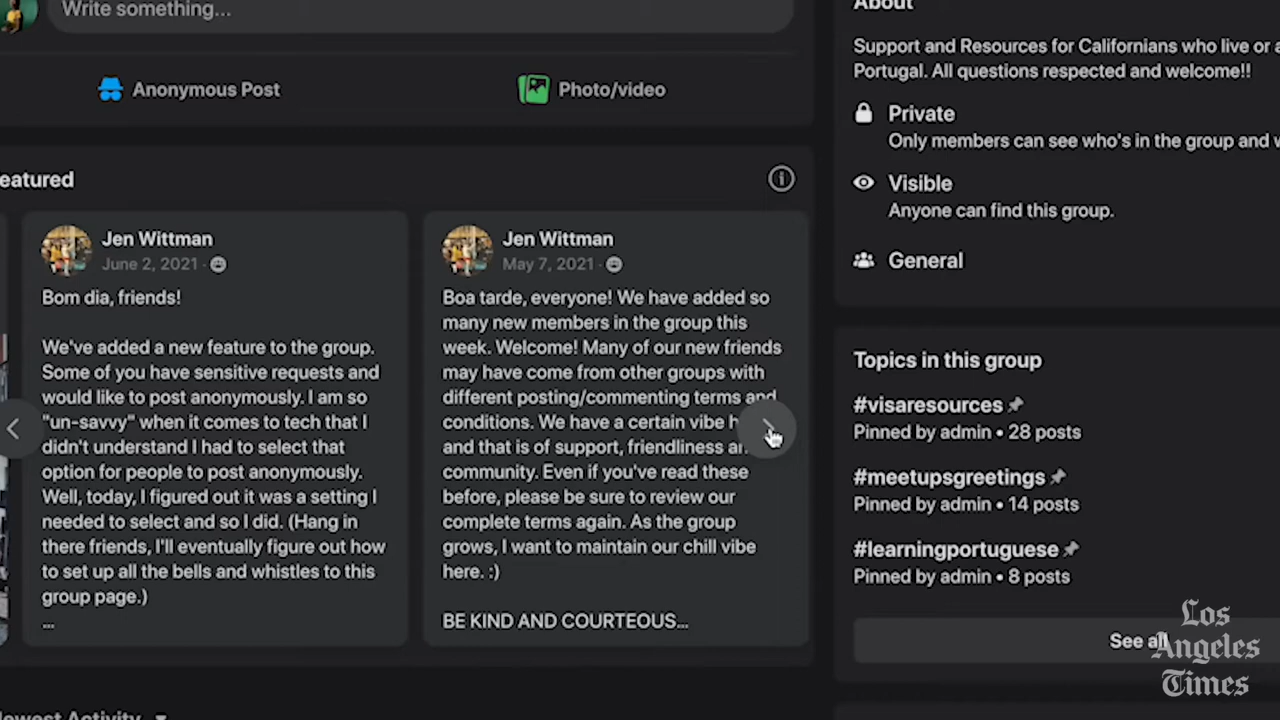 Write something...
Anonymous Post
Photo/video
eatured
Jen Wittman
June 2, 2021 ·
Bom dia, friends!
We've added a new feature to the group.
Some of you have sensitive requests and
would like to post anonymously. I am so
"un-savvy" when it comes to tech that I
didn't understand I had to select that
option for people to post anonymously.
Well, today, I figured out it was a setting I
needed to select and so I did. (Hang in
there friends, I'll eventually figure out how
to set up all the bells and whistles to this
group page.)
...
Jen Wittman
May 7, 2021 ·
Boa tarde, everyone! We have added so
many new members in the group this
week. Welcome! Many of our new friends
may have come from other groups with
different posting/commenting terms and
conditions. We have a certain vibe h
and that is of support, friendliness an
community. Even if you've read these
before, please be sure to review our
complete terms again. As the group
grows, I want to maintain our chill vibe
here. :)
BE KIND AND COURTEOUS...
ewest Activity
About
Support and Resources for Californians who live or a
Portugal. All questions respected and welcome!!
Private
Only members can see who's in the group and w
Visible
Anyone can find this group.
General
Topics in this group
#visaresources
Pinned by admin • 28 posts
#meetupsgreetings
Pinned by admin • 14 posts
#learningportuguese
Pinned by admin • 8 posts
See all
Los
Angeles
Times